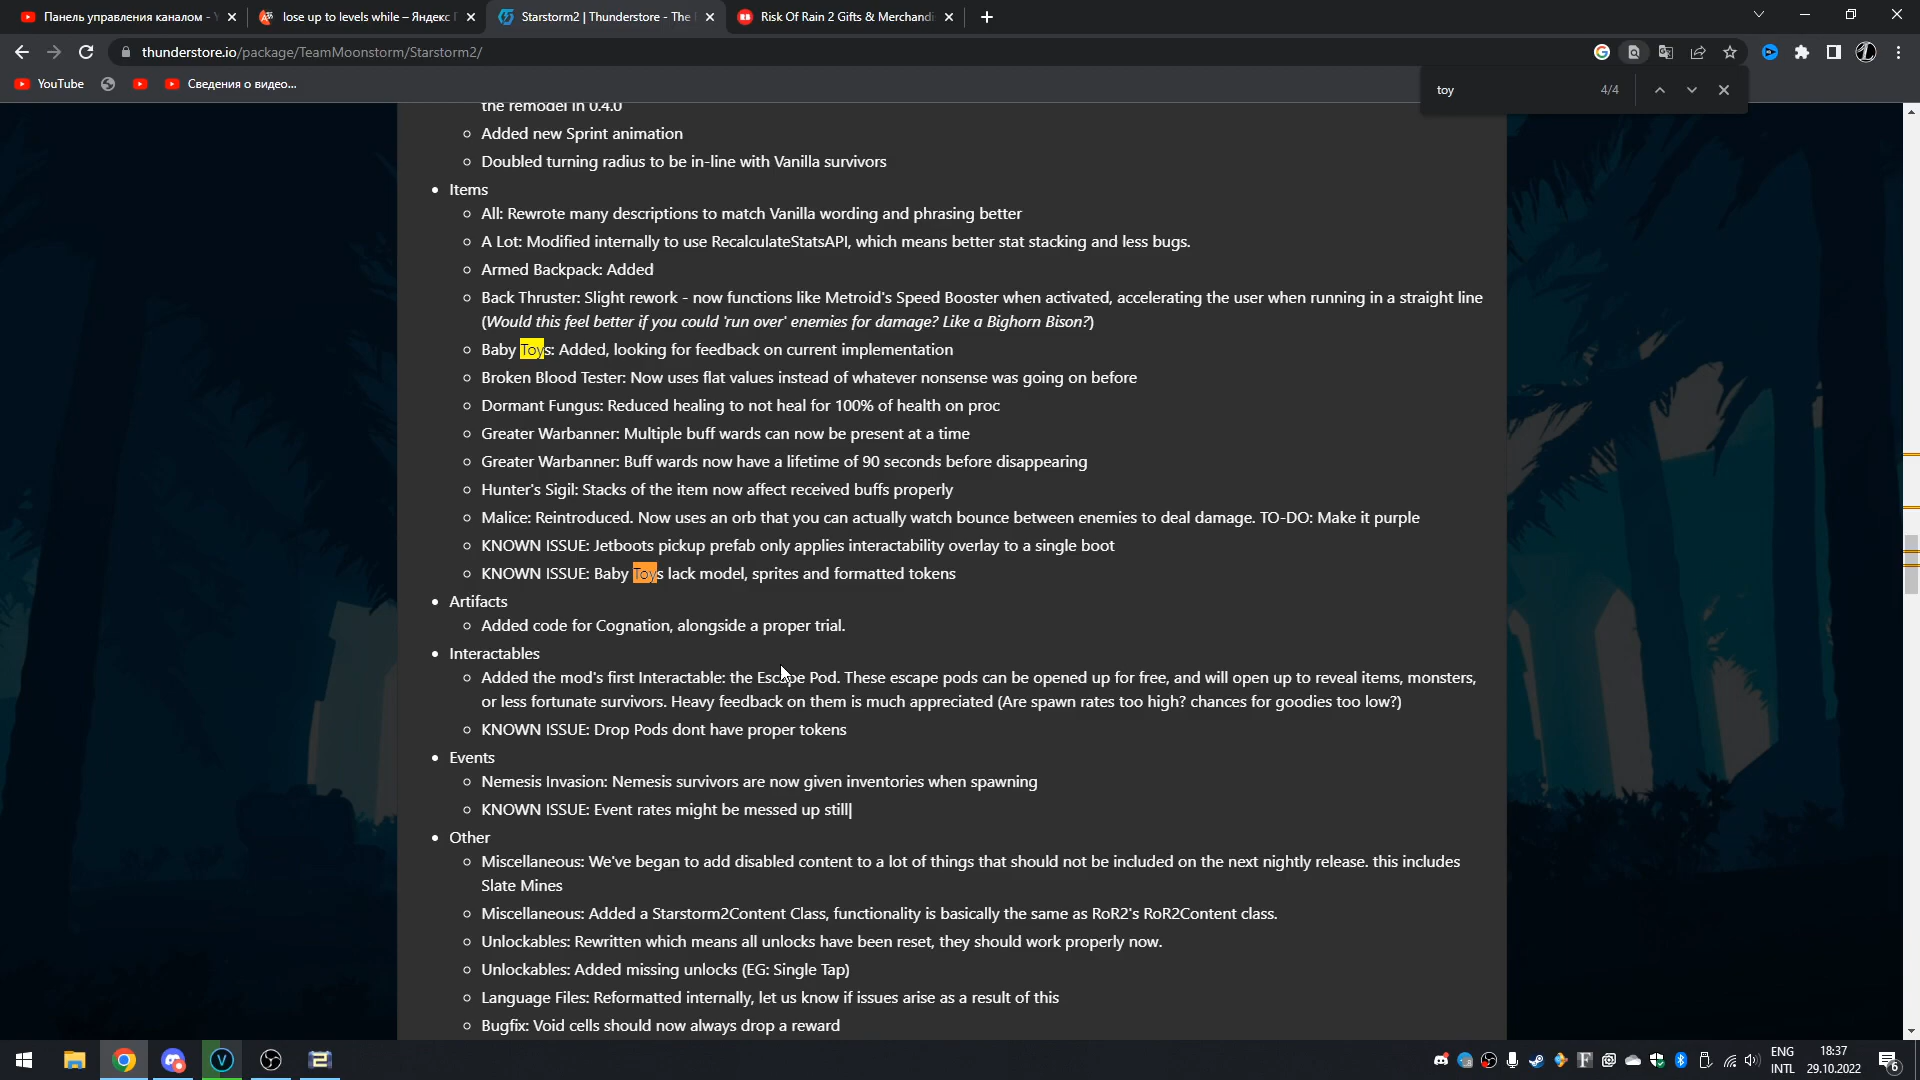 Панель управления каналом - Y
lose up to levels while – Яндекс П
Starstorm2 | Thunderstore - The
Risk Of Rain 2 Gifts & Merchandi
thunderstore.io/package/TeamMoonstorm/Starstorm2/
YouTube
Сведения о видео...
toy
4/4
the remodel in 0.4.0
Added new Sprint animation
Doubled turning radius to be in-line with Vanilla survivors
Items
All: Rewrote many descriptions to match Vanilla wording and phrasing better
A Lot: Modified internally to use RecalculateStatsAPI, which means better stat stacking and less bugs.
Armed Backpack: Added
Back Thruster: Slight rework - now functions like Metroid's Speed Booster when activated, accelerating the user when running in a straight line
(Would this feel better if you could 'run over' enemies for damage? Like a Bighorn Bison?)
Baby Toys: Added, looking for feedback on current implementation
Broken Blood Tester: Now uses flat values instead of whatever nonsense was going on before
Dormant Fungus: Reduced healing to not heal for 100% of health on proc
Greater Warbanner: Multiple buff wards can now be present at a time
Greater Warbanner: Buff wards now have a lifetime of 90 seconds before disappearing
Hunter's Sigil: Stacks of the item now affect received buffs properly
Malice: Reintroduced. Now uses an orb that you can actually watch bounce between enemies to deal damage. TO-DO: Make it purple
KNOWN ISSUE: Jetboots pickup prefab only applies interactability overlay to a single boot
KNOWN ISSUE: Baby Toys lack model, sprites and formatted tokens
Artifacts
Added code for Cognation, alongside a proper trial.
Interactables
Added the mod's first Interactable: the Escape Pod. These escape pods can be opened up for free, and will open up to reveal items, monsters,
or less fortunate survivors. Heavy feedback on them is much appreciated (Are spawn rates too high? chances for goodies too low?)
KNOWN ISSUE: Drop Pods dont have proper tokens
Events
Nemesis Invasion: Nemesis survivors are now given inventories when spawning
KNOWN ISSUE: Event rates might be messed up still
Other
Miscellaneous: We've began to add disabled content to a lot of things that should not be included on the next nightly release. this includes
Slate Mines
Miscellaneous: Added a Starstorm2Content Class, functionality is basically the same as RoR2's RoR2Content class.
Unlockables: Rewritten which means all unlocks have been reset, they should work properly now.
Unlockables: Added missing unlocks (EG: Single Tap)
Language Files: Reformatted internally, let us know if issues arise as a result of this
Bugfix: Void cells should now always drop a reward
ENG
INTL
18:37
29.10.2022
6